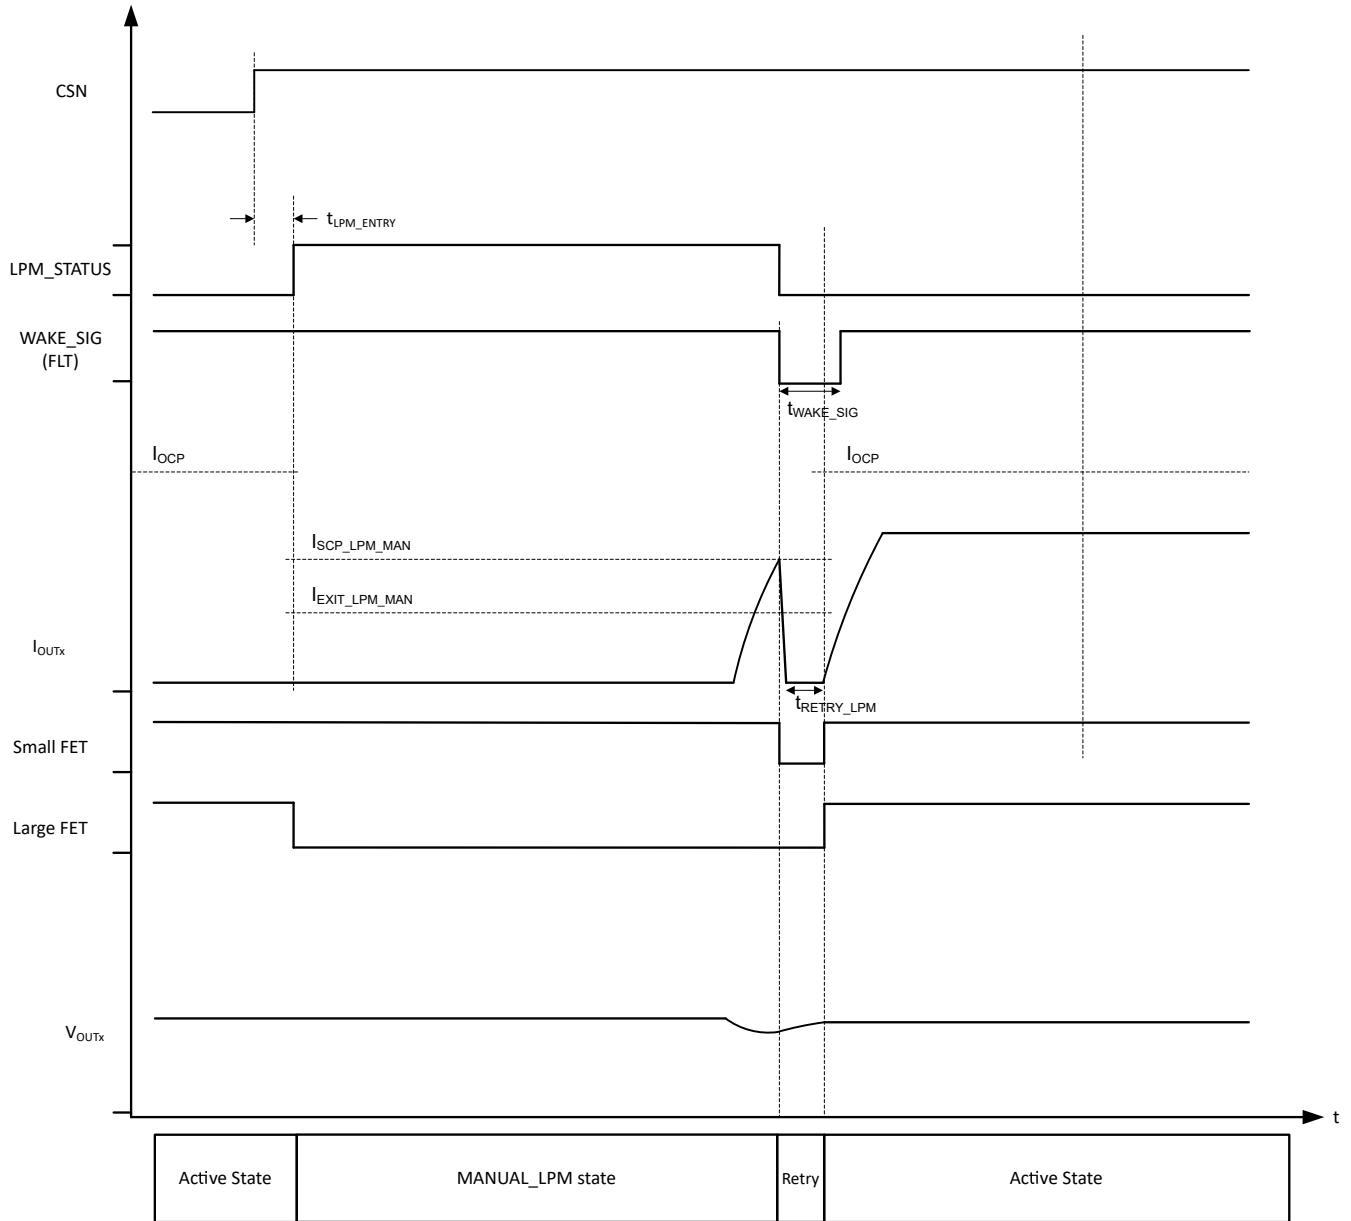 CSN
tLPM_ENTRY
LPM_STATUS
WAKE_SIG
(FLT)
tWAKE_SIG
IOCP
IOCP
ISCP_LPM_MAN
IEXIT_LPM_MAN
IOUTx
tRETRY_LPM
Small FET
Large FET
VOUTx
t
Active State
MANUAL_LPM state
Retry
Active State